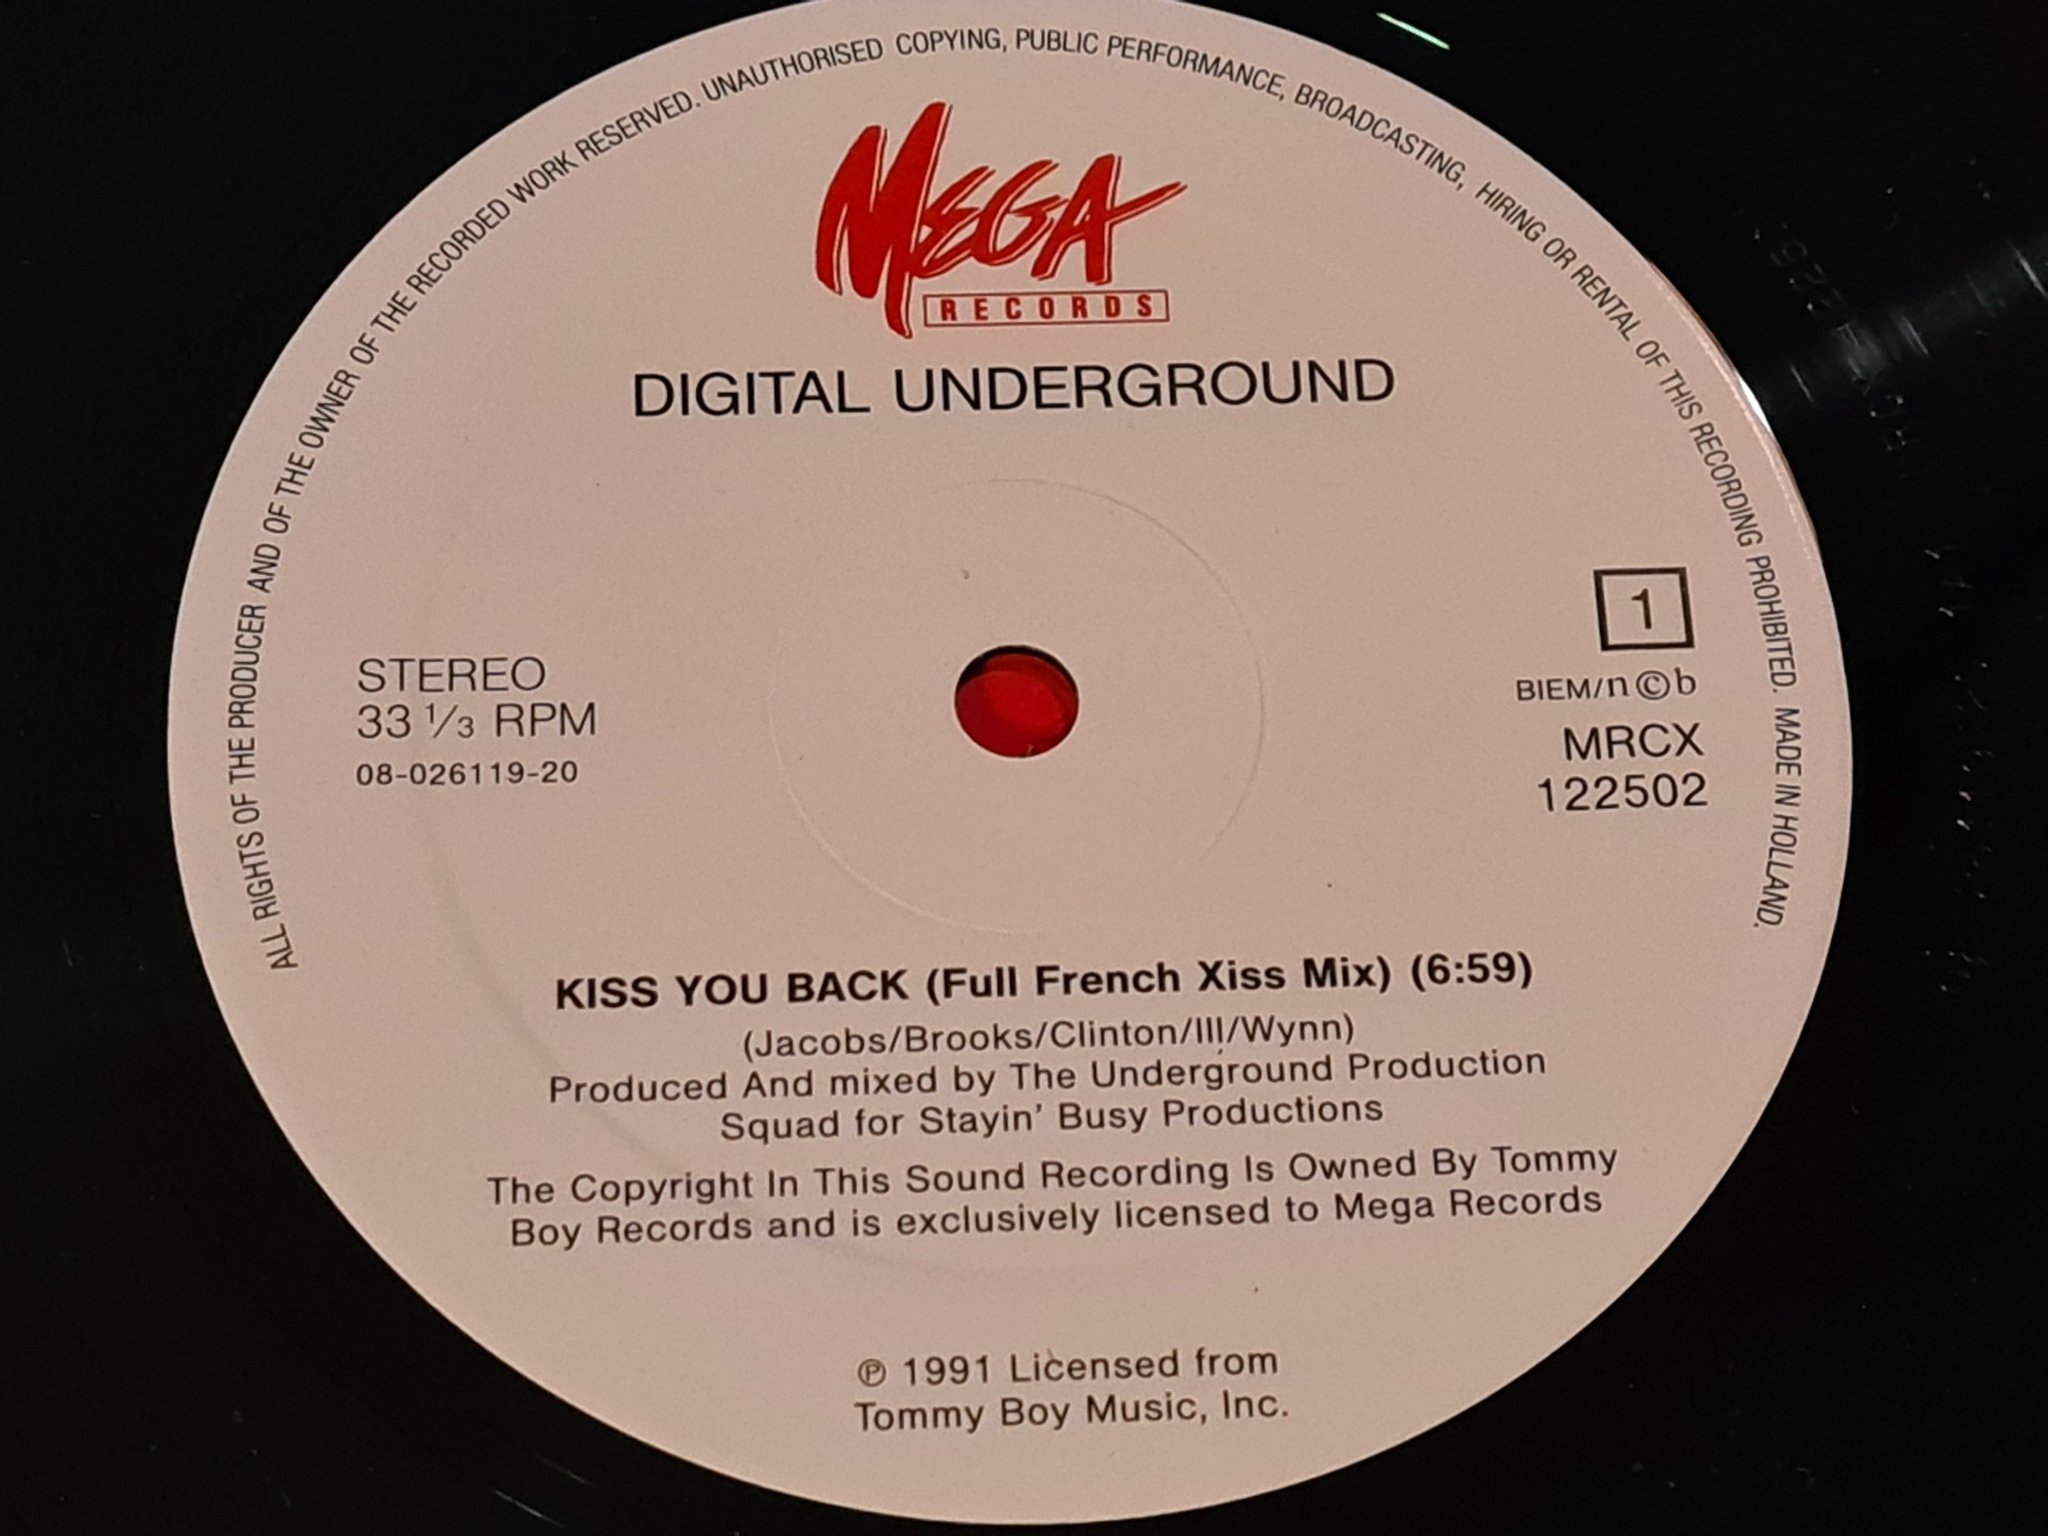 ALL RIGHTS OF THE PRODUCER AND OF THE OWNER OF THE RECORDED WORK RESERVED. UNAUTHORISED COPYING, PUBLIC PERFORMANCE, BROADCASTING, HIRING OR RENTAL OF THIS RECORDING PROHIBITED. MADE IN HOLLAND.
MEGA
RECORDS
DIGITAL UNDERGROUND
1
STEREO
33 1/3 RPM
08-026119-20
BIEM/n©b
MRCX
122502
KISS YOU BACK (Full French Xiss Mix) (6:59)
(Jacobs/Brooks/Clinton/III/Wynn)
Produced And mixed by The Underground Production
Squad for Stayin' Busy Productions
The Copyright In This Sound Recording Is Owned By Tommy
Boy Records and is exclusively licensed to Mega Records
℗ 1991 Licensed from
Tommy Boy Music, Inc.